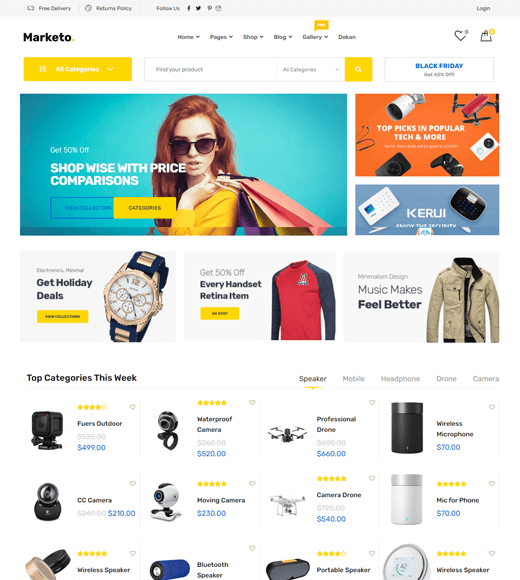 Free Delivery
Returns Policy
Follow Us
Login
Marketo.
Home
Pages
Shop
Blog
Gallery
Hot
Dokan
0
All Categories
Find your product
All Categories
BLACK FRIDAY
Get 45% Off!
Get 50% Off
SHOP WISE WITH PRICE
COMPARISONS
VIEW COLLECTION
CATEGORIES
TOP PICKS IN POPULAR
TECH & MORE
KERUI
ENJOY THE SECURITY
Electronics, Minimal
Get Holiday
Deals
VIEW COLLECTIONS
Get 50% Off
Every Handset
Retina Item
GO SHOP
Minimalism Design
Music Makes
Feel Better
Top Categories This Week
Speaker
Mobile
Headphone
Drone
Camera
Fuers Outdoor
$520.00
$499.00
Waterproof
Camera
$560.00
$520.00
Professional
Drone
$680.00
$660.00
Wireless
Microphone
$70.00
CC Camera
$240.00 $210.00
Moving Camera
$230.00
Camera Drone
$720.00
$540.00
Mic for Phone
$70.00
Wireless Speaker
Bluetooth
Speaker
Portable Speaker
Wireless Speaker